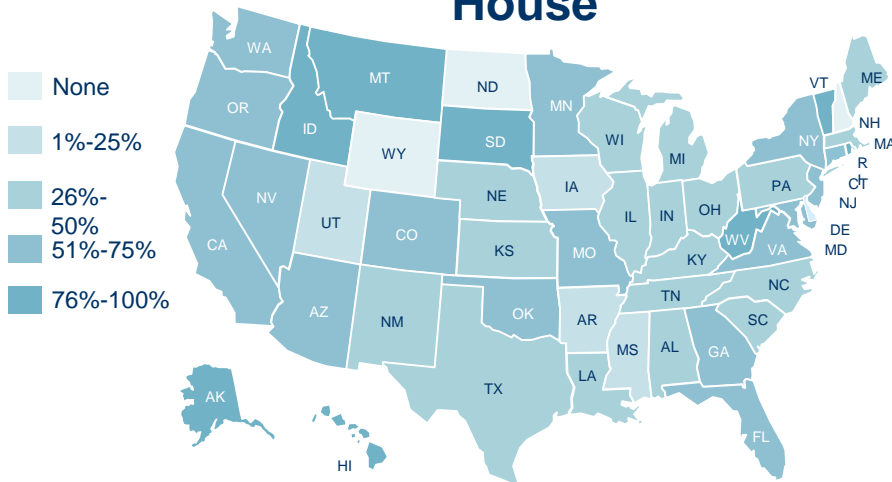 House
None
1%-25%
26%-
50%
51%-75%
76%-100%
WA
OR
CA
NV
ID
MT
WY
UT
AZ
CO
NM
ND
SD
NE
KS
OK
TX
MN
IA
MO
AR
LA
WI
IL
MS
MI
IN
OH
KY
TN
AL
GA
FL
SC
NC
VA
WV
PA
NY
VT
ME
NH
MA
R
I
CT
NJ
DE
MD
AK
HI